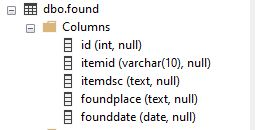 dbo.found
Columns
id (int, null)
itemid (varchar(10), null)
itemdsc (text, null)
foundplace (text, null)
founddate (date, null)